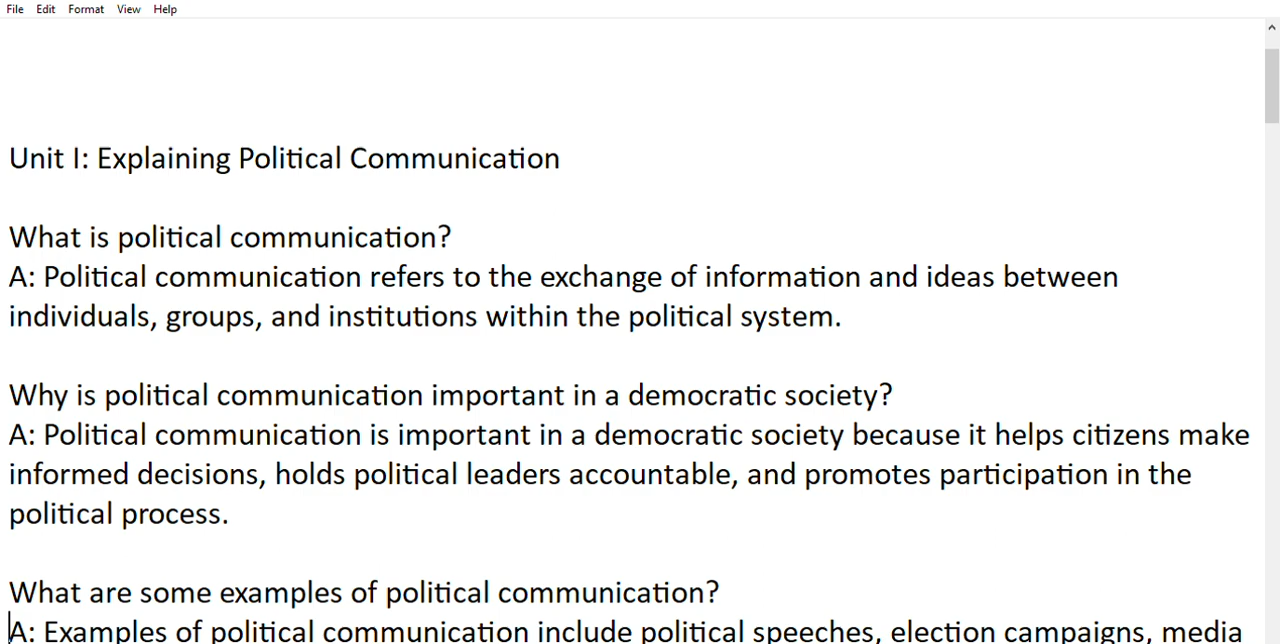 File Edit Format View Help
Unit I: Explaining Political Communication
What is political communication?
A: Political communication refers to the exchange of information and ideas between
individuals, groups, and institutions within the political system.
Why is political communication important in a democratic society?
A: Political communication is important in a democratic society because it helps citizens make
informed decisions, holds political leaders accountable, and promotes participation in the
political process.
What are some examples of political communication?
A: Examples of political communication include political speeches, election campaigns, media